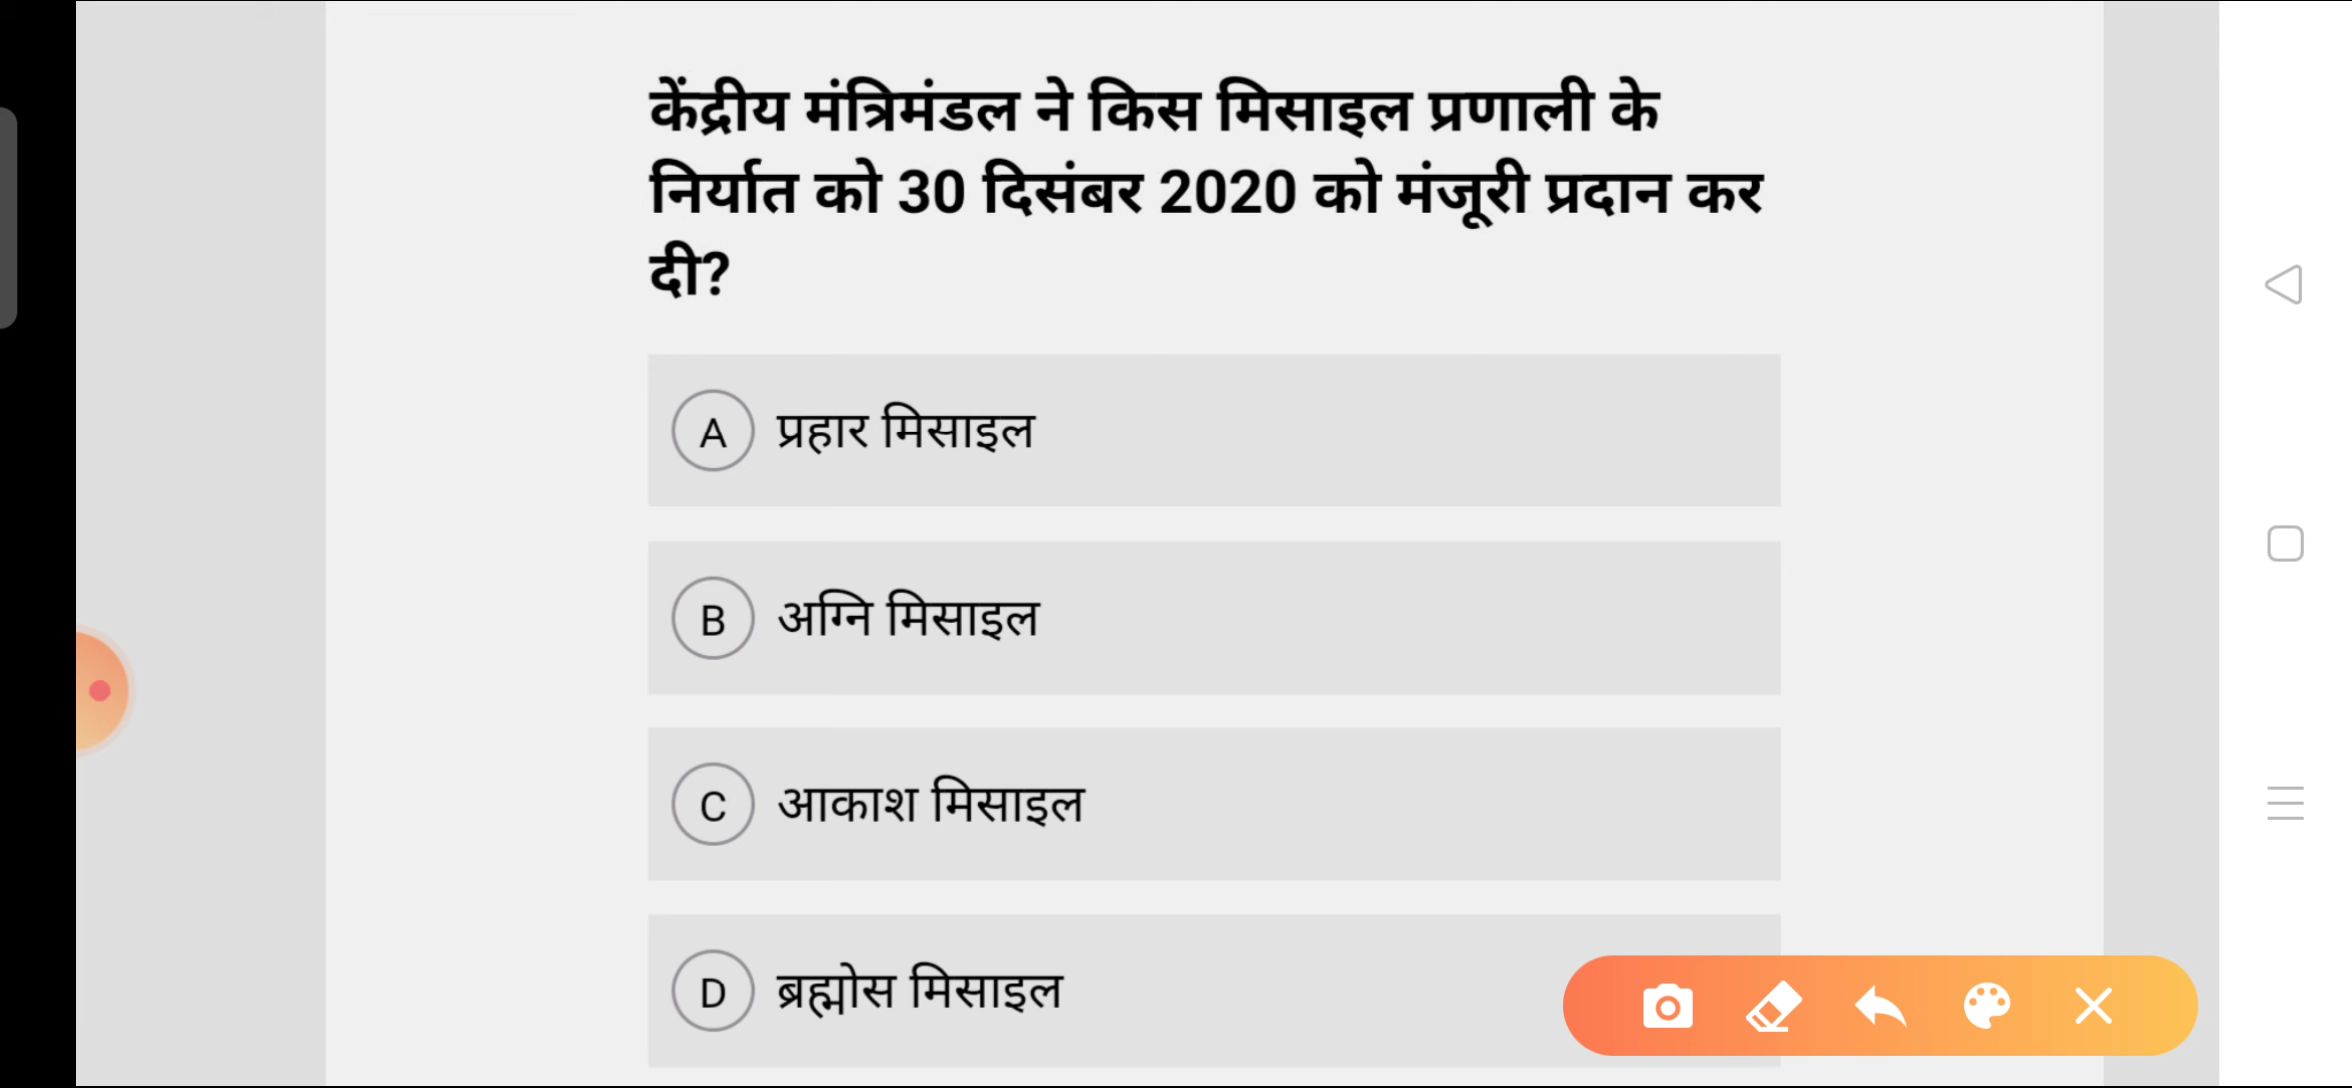 केंद्रीय मंत्रिमंडल ने किस मिसाइल प्रणाली के
निर्यात को 30 दिसंबर 2020 को मंजूरी प्रदान कर
दी?
A प्रहार मिसाइल
B अग्नि मिसाइल
C आकाश मिसाइल
D ब्रह्मोस मिसाइल